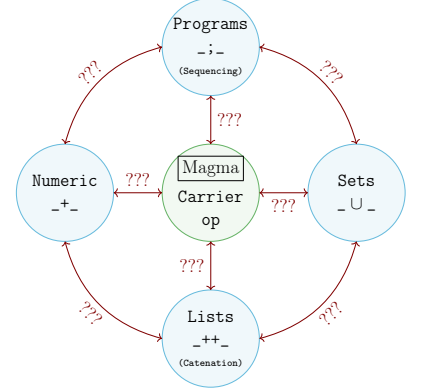 Programs
_;_
(Sequencing)
???
???
???
Magma
Carrier
op
Numeric
_+_
???
???
Sets
_ ∪ _
???
Lists
_++_
(Catenation)
???
???